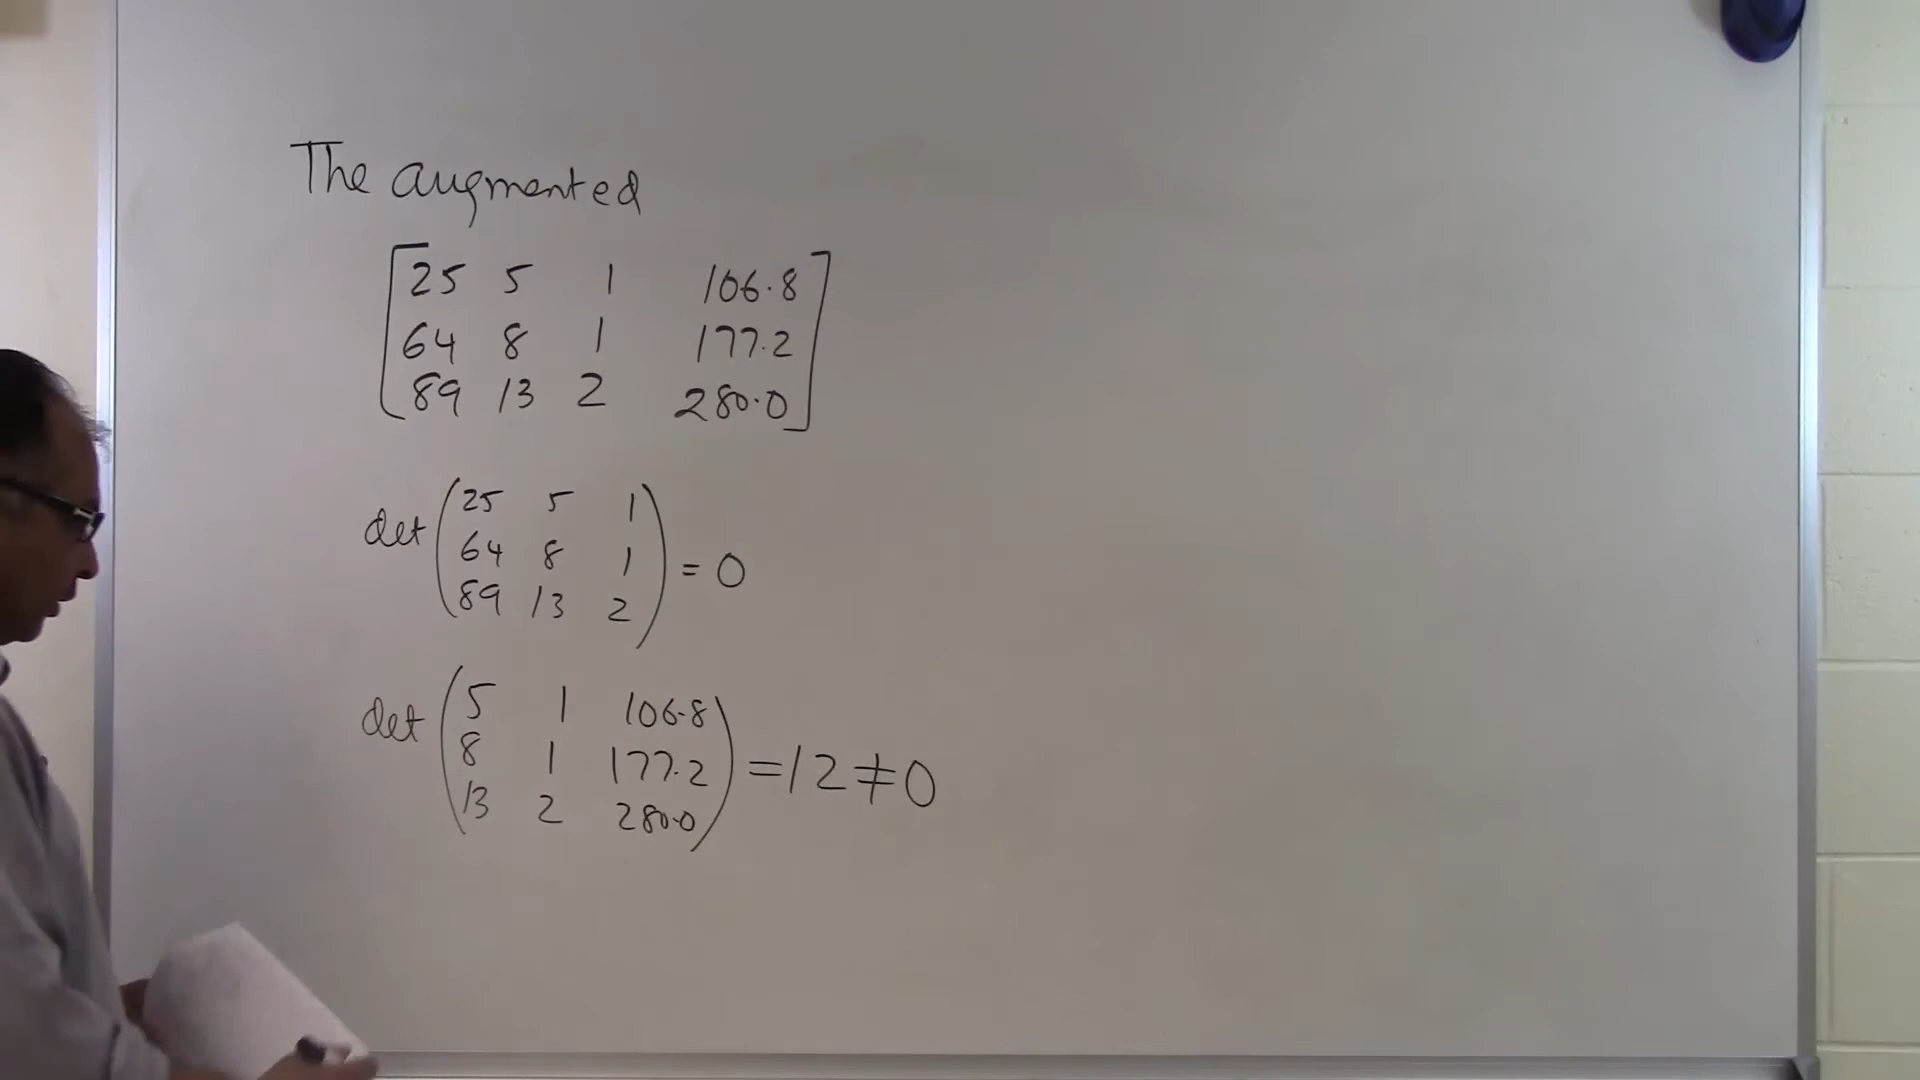 The augmented
25 5 1 106.8
64 8 1 177.2
89 13 2 280.0
25 5 1
det 64 8 1 = 0
89 13 2
5 1 106.8
det 8 1 177.2 = 12 ≠ 0
13 2 280.0